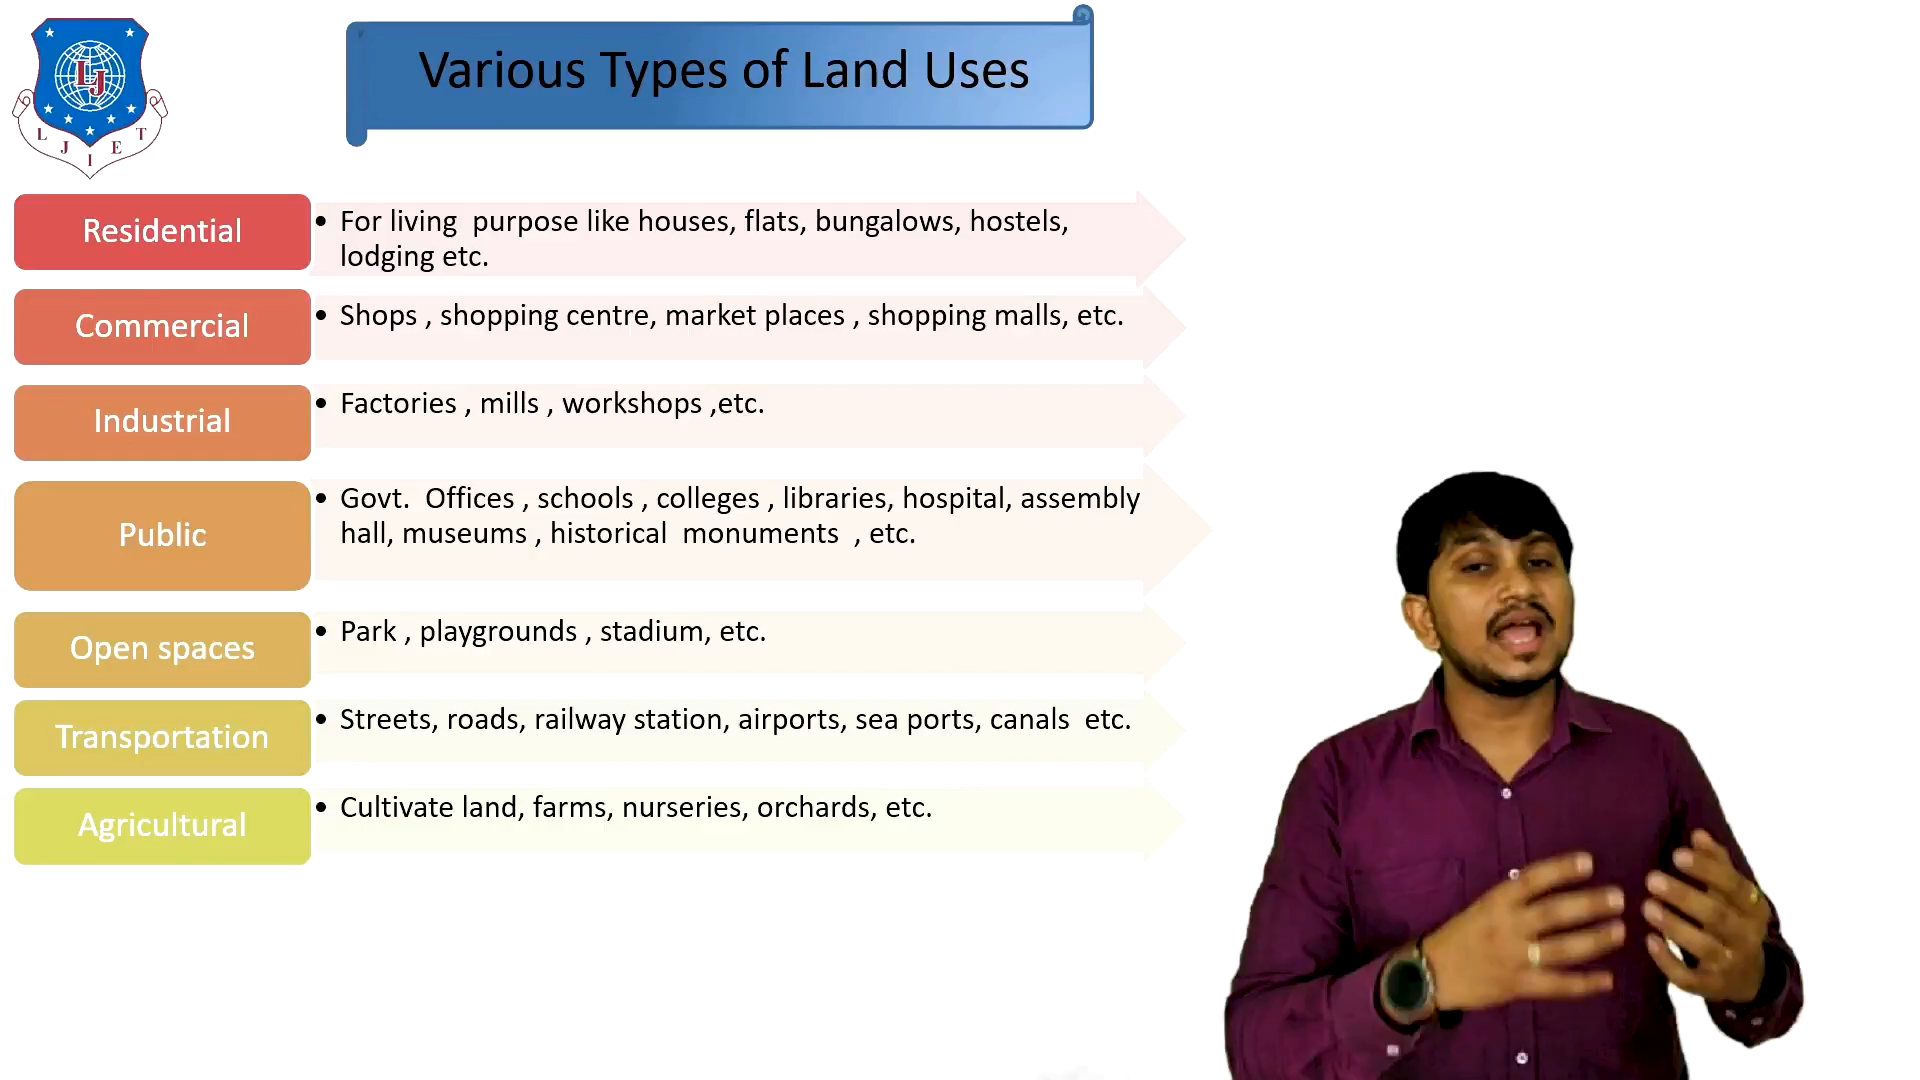 Various Types of Land Uses
LJ
L J I E T
Residential
• For living  purpose like houses, flats, bungalows, hostels,
lodging etc.
Commercial
• Shops , shopping centre, market places , shopping malls, etc.
Industrial
• Factories , mills , workshops ,etc.
Public
• Govt.  Offices , schools , colleges , libraries, hospital, assembly
hall, museums , historical  monuments  , etc.
Open spaces
• Park , playgrounds , stadium, etc.
Transportation
• Streets, roads, railway station, airports, sea ports, canals  etc.
Agricultural
• Cultivate land, farms, nurseries, orchards, etc.